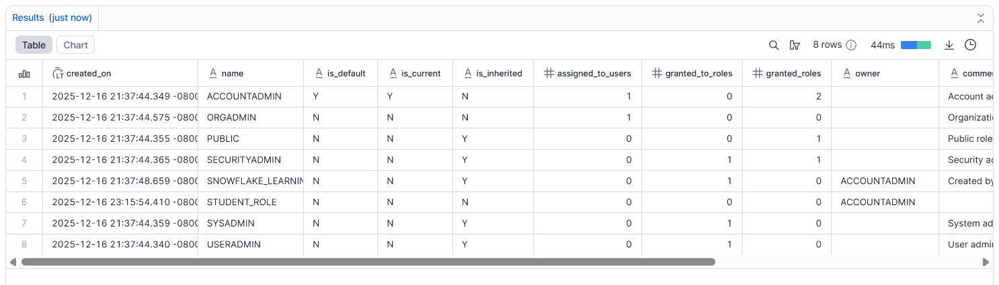 Results (just now)
Table Chart 8 rows 44ms
created_on name is_default is_current is_inherited assigned_to_users granted_to_roles granted_roles owner
1 2025-12-16 21:37:44.349 -0800 ACCOUNTADMIN Y Y N 1 0 2 Account
2 2025-12-16 21:37:44.575 -0800 ORGADMIN N N N 1 0 0
3 2025-12-16 21:37:44.355 -0800 PUBLIC N N Y 0 0 1 Public role
4 2025-12-16 21:37:44.365 -0800 SECURITYADMIN N N Y 0 1 1 Security
5 2025-12-16 21:37:48.659 -0800 SNOWFLAKE_LEARNIN N N Y 0 1 0 ACCOUNTADMIN Created by
6 2025-12-16 23:15:54.410 -0800 STUDENT_ROLE N N N 0 0 0 ACCOUNTADMIN
7 2025-12-16 21:37:44.359 -0800 SYSADMIN N N Y 0 1 0 System
8 2025-12-16 21:37:44.340 -0800 USERADMIN N N Y 0 1 0 User